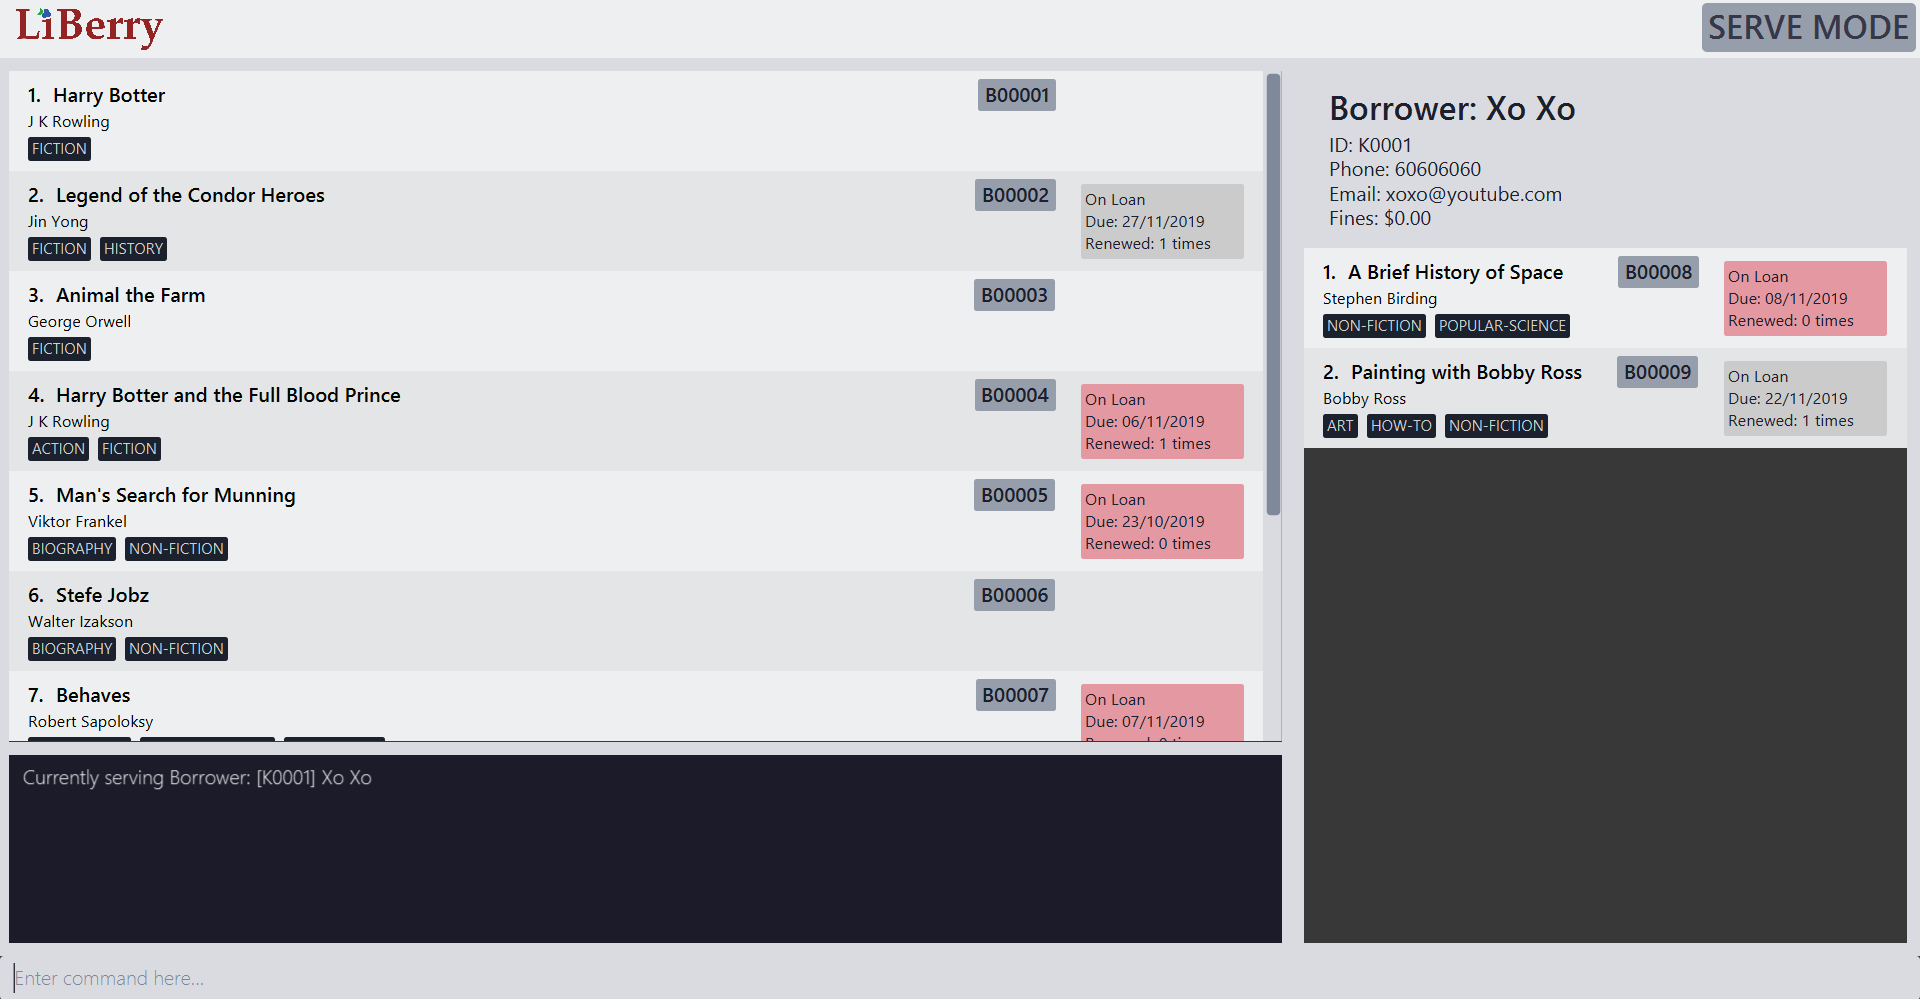 LiBerry
SERVE MODE
1. Harry Botter
B00001
J K Rowling
FICTION
2. Legend of the Condor Heroes
B00002
On Loan
Jin Yong
Due: 27/11/2019
FICTION HISTORY
Renewed: 1 times
3. Animal the Farm
B00003
George Orwell
FICTION
4. Harry Botter and the Full Blood Prince
B00004
On Loan
J K Rowling
Due: 06/11/2019
ACTION FICTION
Renewed: 1 times
5. Man's Search for Munning
B00005
On Loan
Viktor Frankel
Due: 23/10/2019
BIOGRAPHY NON-FICTION
Renewed: 0 times
6. Stefe Jobz
B00006
Walter Izakson
BIOGRAPHY NON-FICTION
7. Behaves
B00007
On Loan
Robert Sapoloksy
Due: 07/11/2019
Currently serving Borrower: [K0001] Xo Xo
Enter command here...
Borrower: Xo Xo
ID: K0001
Phone: 60606060
Email: xoxo@youtube.com
Fines: $0.00
1. A Brief History of Space
B00008
On Loan
Stephen Birding
Due: 08/11/2019
NON-FICTION POPULAR-SCIENCE
Renewed: 0 times
2. Painting with Bobby Ross
B00009
On Loan
Bobby Ross
Due: 22/11/2019
ART HOW-TO NON-FICTION
Renewed: 1 times